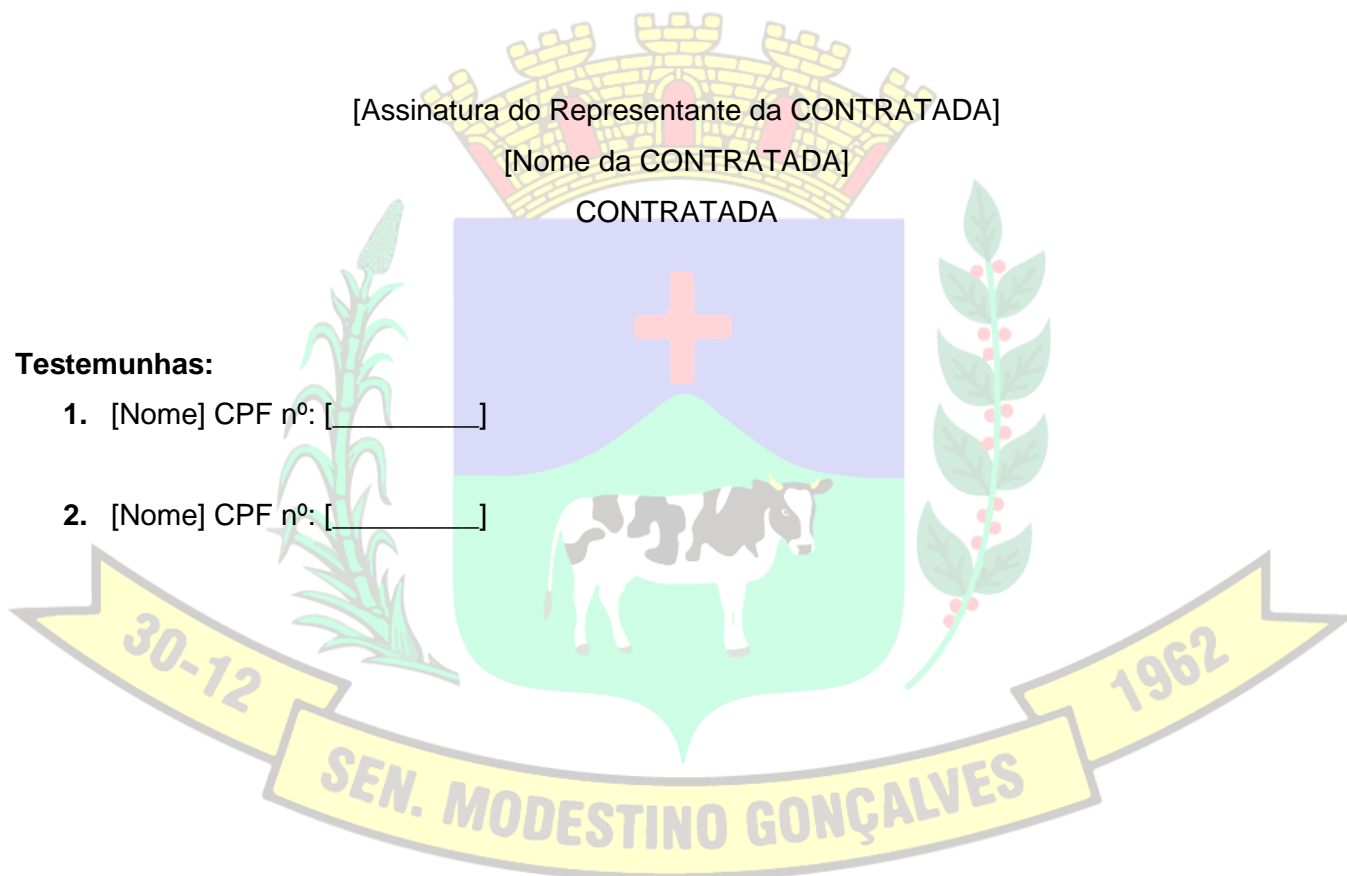 [Assinatura do Representante da CONTRATADA]
[Nome da CONTRATADA]
CONTRATADA
Testemunhas:
1. [Nome] CPF nº: [_________]
2. [Nome] CPF nº: [_________]
30-12
SEN. MODESTINO GONÇALVES
1962